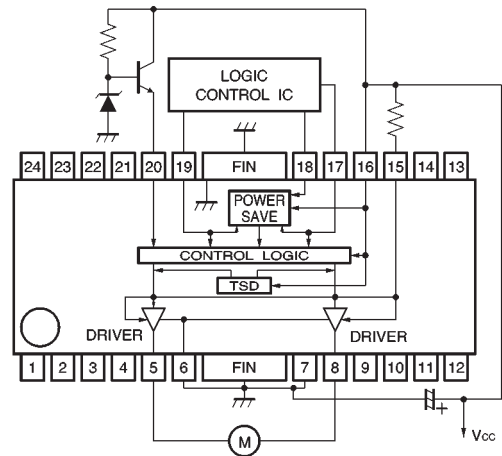 LOGIC
CONTROL IC
24 23 22 21 20 19 FIN 18 17 16 15 14 13
POWER
SAVE
CONTROL LOGIC
TSD
DRIVER DRIVER
1 2 3 4 5 6 FIN 7 8 9 10 11 12
+
M
Vcc